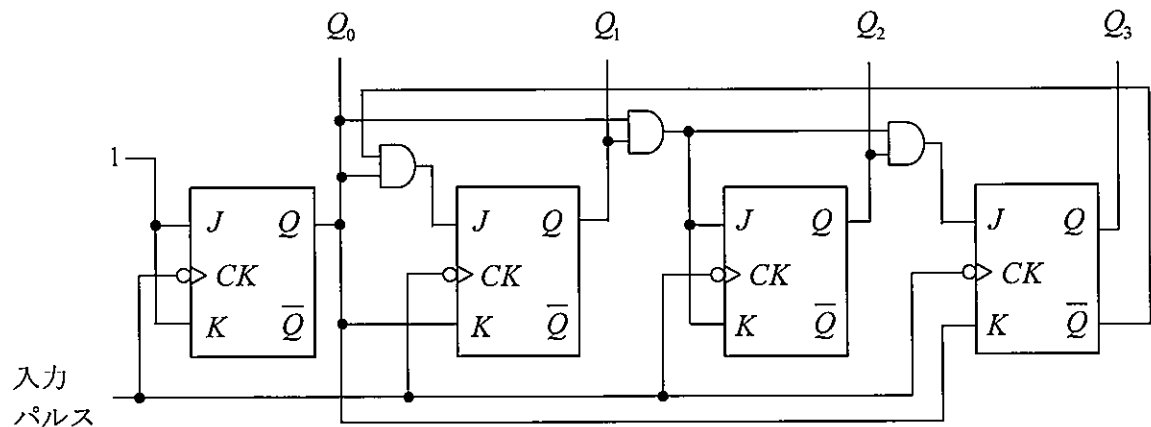 Q₀ Q₁ Q₂ Q₃
1
J Q J Q J Q J Q
CK CK CK CK
K Q̅ K Q̅ K Q̅ K Q̅
入力
パルス